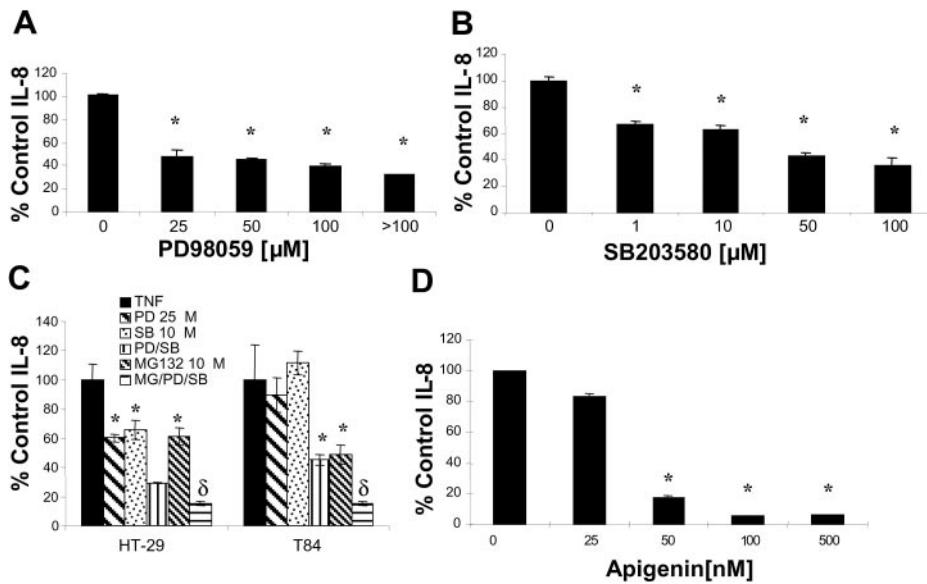 A
% Control IL-8
120
100
80
60
40
20
0
* * * *
0 25 50 100 >100
PD98059 [µM]
B
% Control IL-8
120
100
80
60
40
20
0
* * * *
0 1 10 50 100
SB203580 [µM]
C
% Control IL-8
140
120
100
80
60
40
20
0
TNF
PD 25 M
SB 10 M
PD/SB
MG132 10 M
MG/PD/SB
* * * δ
* * δ
HT-29 T84
D
% Control IL-8
120
100
80
60
40
20
0
* * *
0 25 50 100 500
Apigenin[nM]